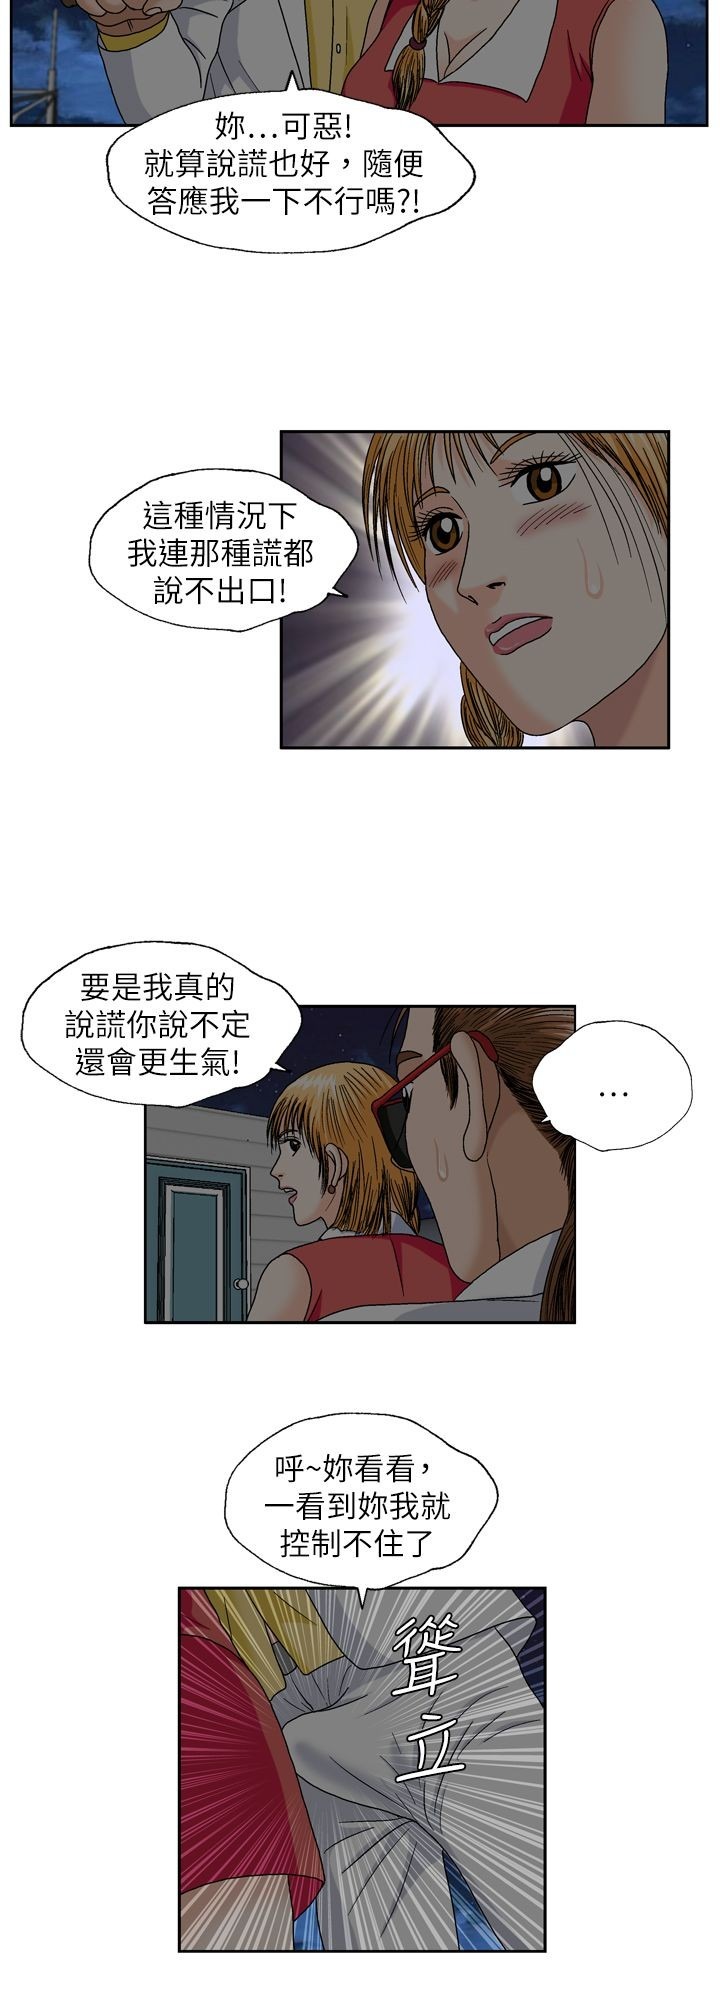 妳…可惡!
就算說謊也好，隨便
答應我一下不行嗎?!
這種情況下
我連那種謊都
說不出口!
要是我真的
說謊你說不定
還會更生氣!
…
呼~妳看看，
一看到妳我就
控制不住了
聳立